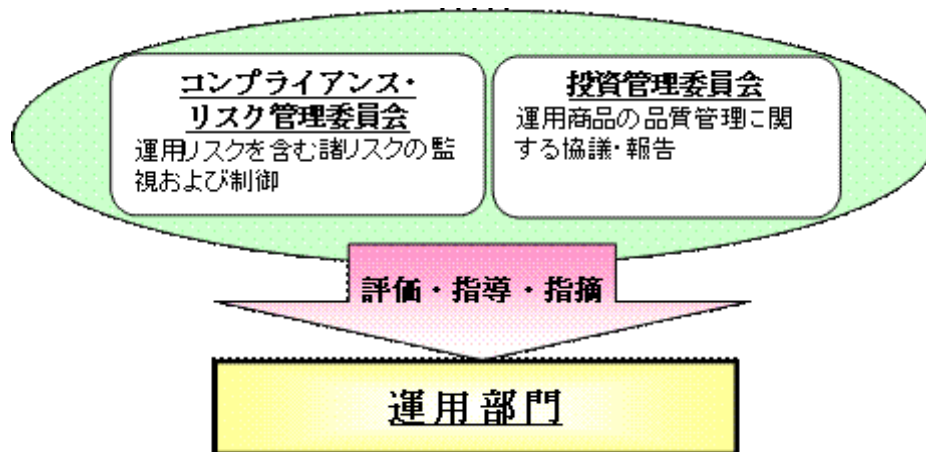 コンプライアンス・
リスク管理委員会
運用リスクを含む諸リスクの監
視および制御
投資管理委員会
運用商品の品質管理に関
する協議・報告
評価・指導・指摘
運用部門